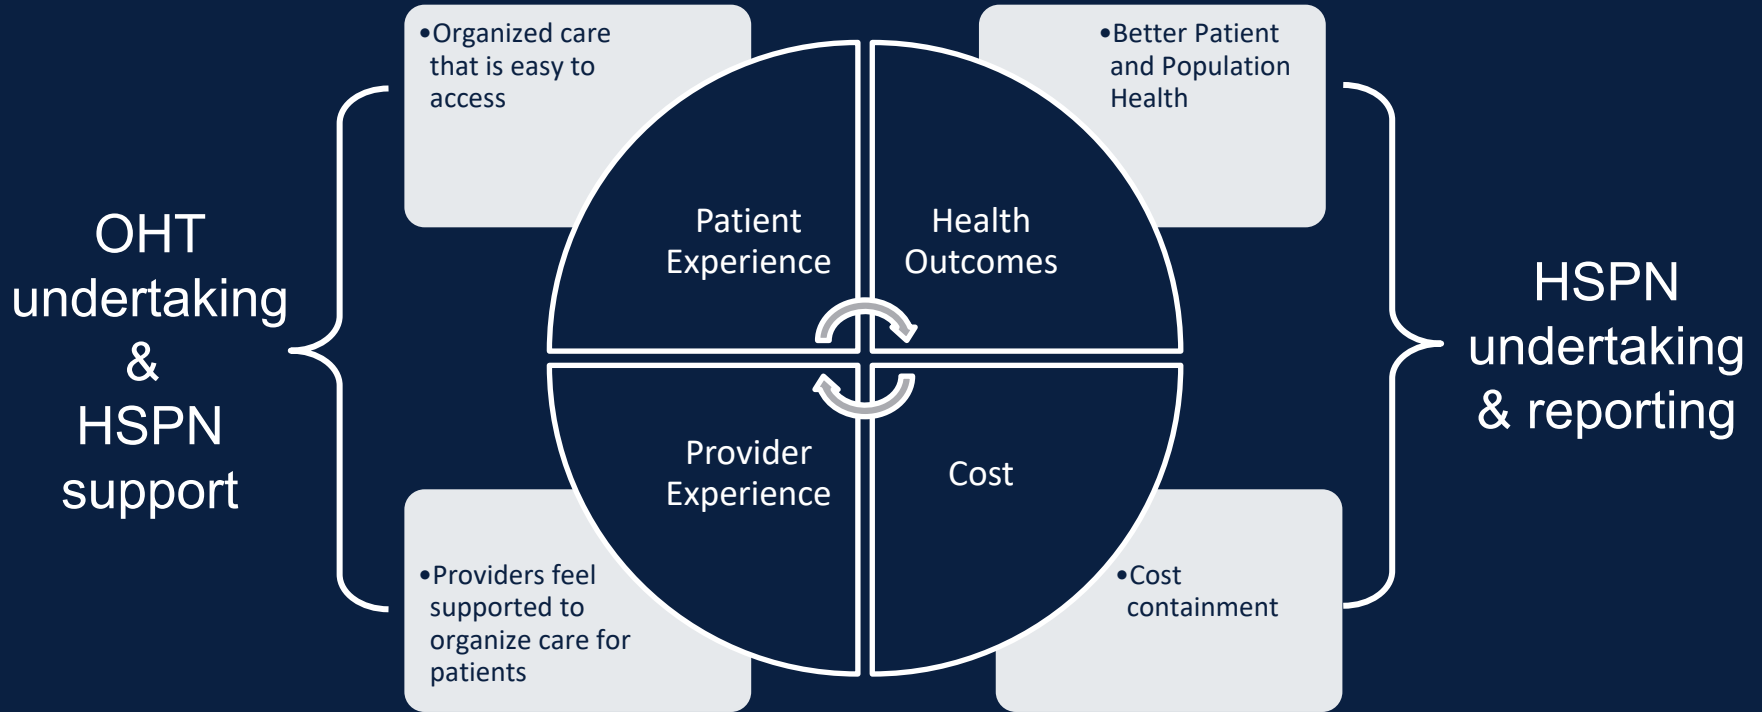 OHT
undertaking
&
HSPN
support
•Organized care
that is easy to
access
•Better Patient
and Population
Health
Patient
Experience
Health
Outcomes
Provider
Experience
Cost
•Providers feel
supported to
organize care for
patients
•Cost
containment
HSPN
undertaking
& reporting